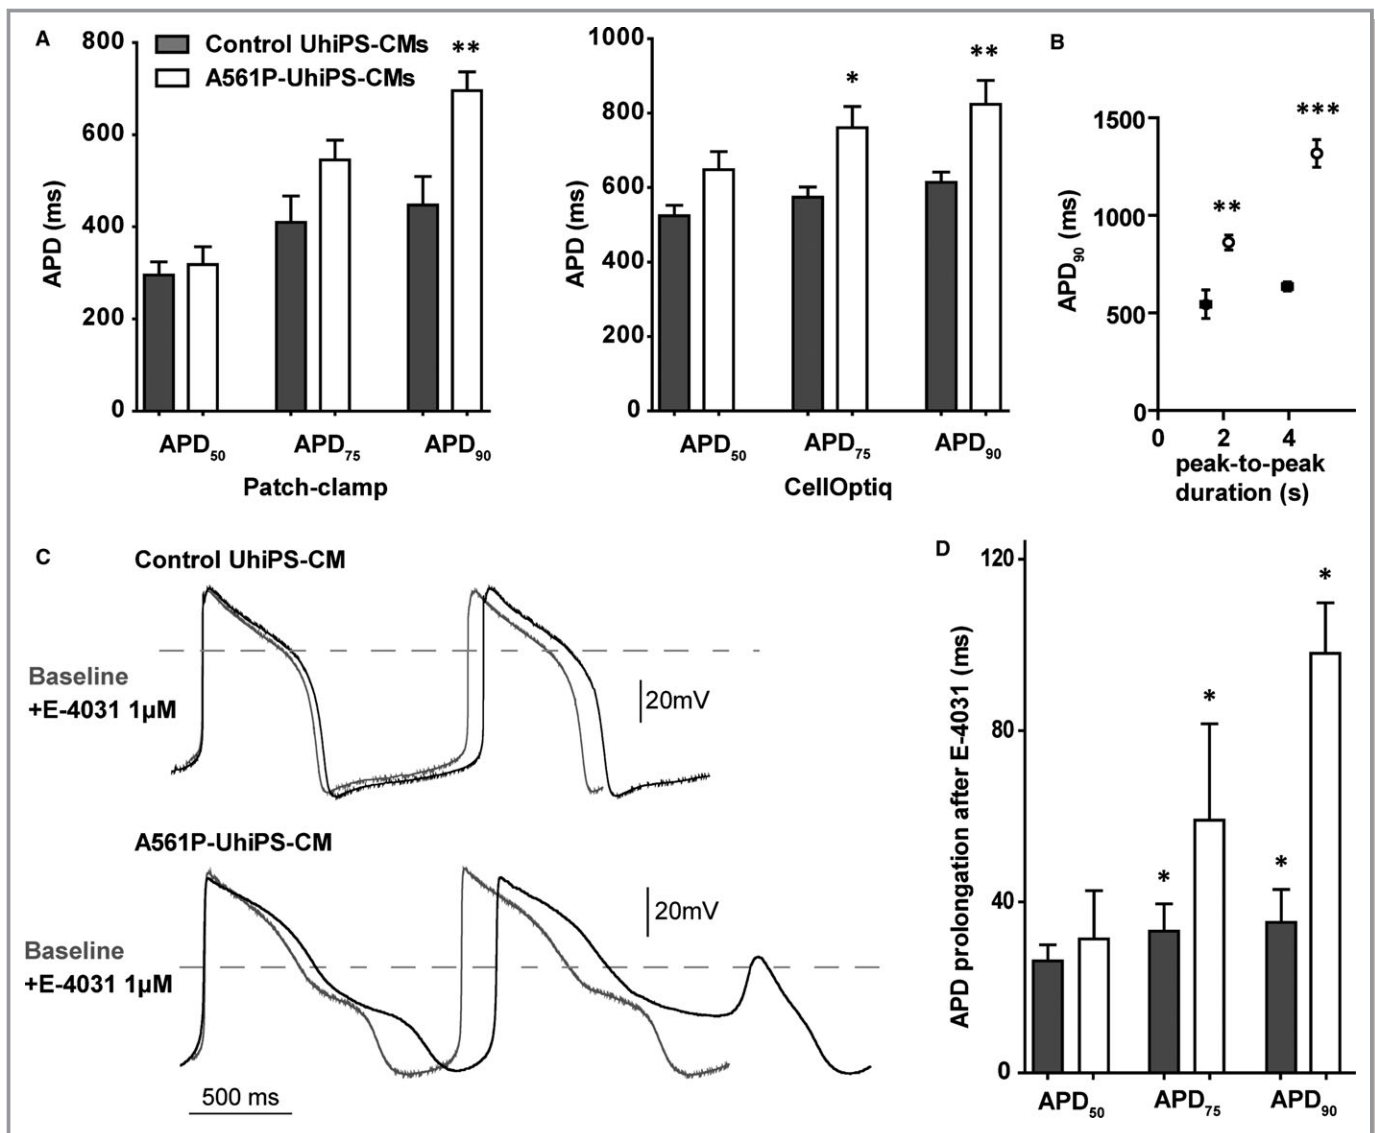 A
Control UhiPS-CMs
A561P-UhiPS-CMs
800
600
400
200
0
APD (ms)
**
APD50
APD75
APD90
Patch-clamp
1000
800
600
400
200
0
APD (ms)
*
**
APD50
APD75
APD90
CellOptiq
B
1500
1000
500
0
APD90 (ms)
**
***
0
2
4
peak-to-peak
duration (s)
C
Control UhiPS-CM
Baseline
+E-4031 1µM
20mV
A561P-UhiPS-CM
Baseline
+E-4031 1µM
20mV
500 ms
D
120
80
40
0
APD prolongation after E-4031 (ms)
*
*
*
*
APD50
APD75
APD90